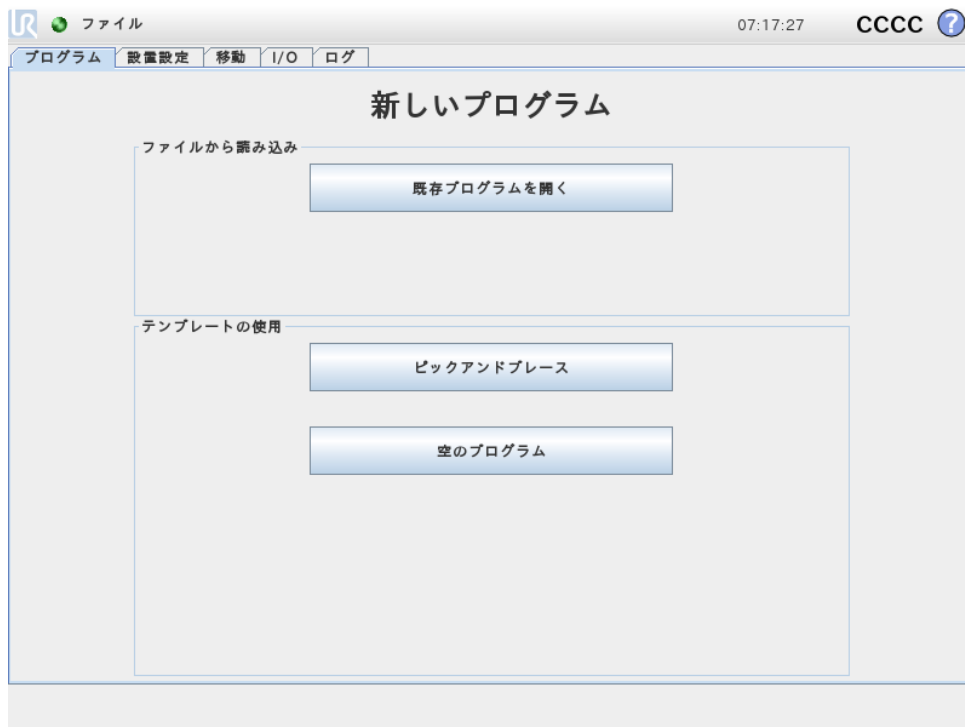 UR ファイル 07:17:27 CCCC ?
プログラム 設置設定 移動 I/O ログ
新しいプログラム
ファイルから読み込み
既存プログラムを開く
テンプレートの使用
ピックアンドプレース
空のプログラム